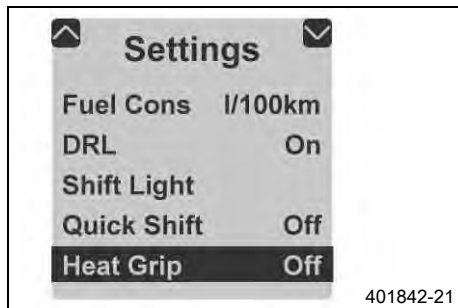 Settings
Fuel Cons l/100km
DRL On
Shift Light
Quick Shift Off
Heat Grip Off
401842-21